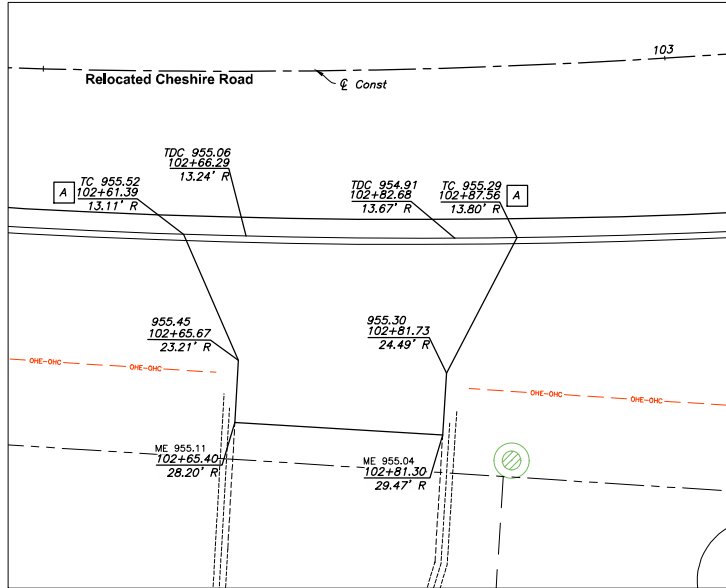 103
Relocated Cheshire Road
℄ Const
TDC 955.06
102+66.29
13.24' R
A
TC 955.52
102+61.39
13.11' R
TDC 954.91
102+82.68
13.67' R
TC 955.29
102+87.56
13.80' R
A
955.45
102+65.67
23.21' R
955.30
102+81.73
24.49' R
OHE-OHC
OHE-OHC
OHE-OHC
OHE-OHC
ME 955.11
102+65.40
28.20' R
ME 955.04
102+81.30
29.47' R